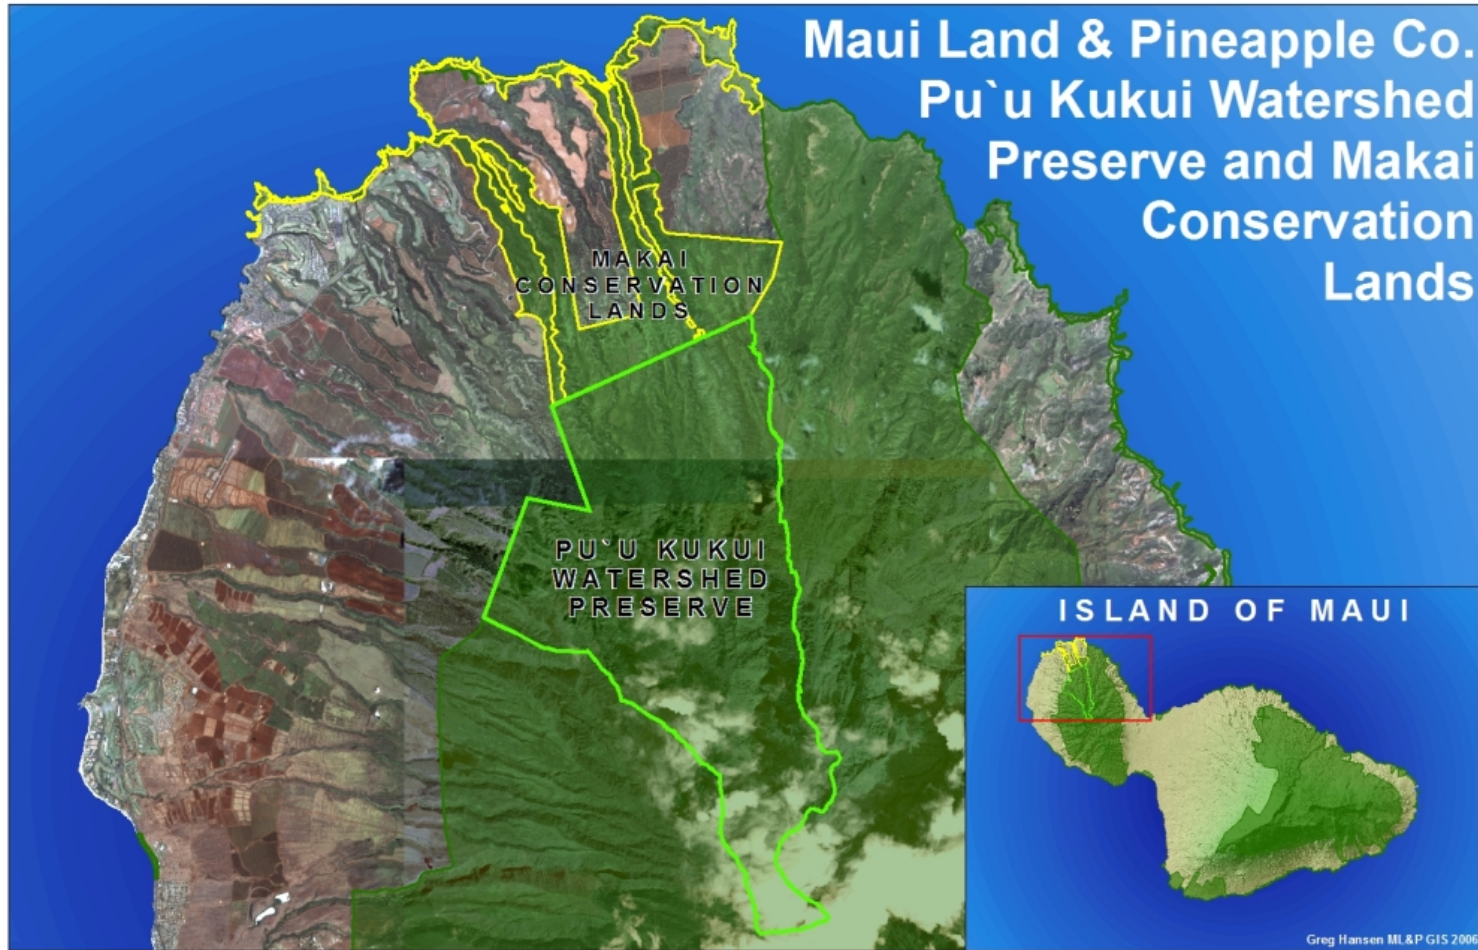 Maui Land & Pineapple Co.
Pu`u Kukui Watershed
Preserve and Makai
Conservation
Lands
MAKAI
CONSERVATION
LANDS
PU`U KUKUI
WATERSHED
PRESERVE
ISLAND OF MAUI
Greg Hansen ML&P GIS 2006